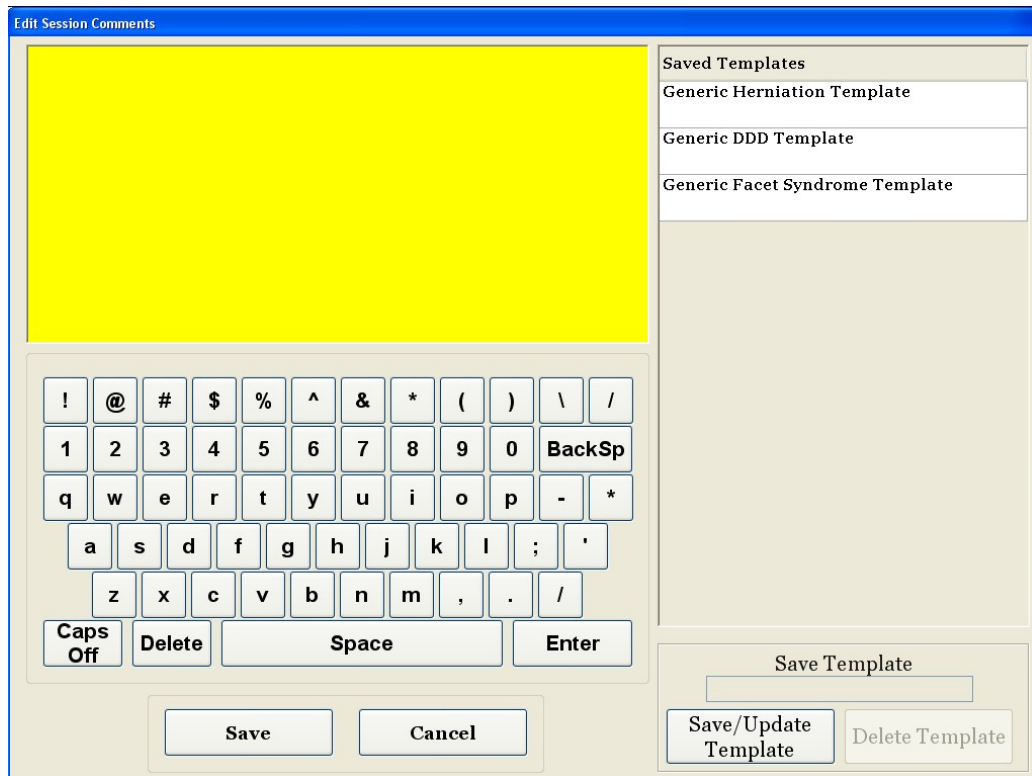 Edit Session Comments
Saved Templates
Generic Herniation Template
Generic DDD Template
Generic Facet Syndrome Template
! @ # $ % ^ & * ( ) \ /
1 2 3 4 5 6 7 8 9 0 BackSp
q w e r t y u i o p - *
a s d f g h j k l ; '
z x c v b n m , . /
Caps
Off
Delete Space Enter
Save Cancel
Save Template
Save/Update
Template
Delete Template